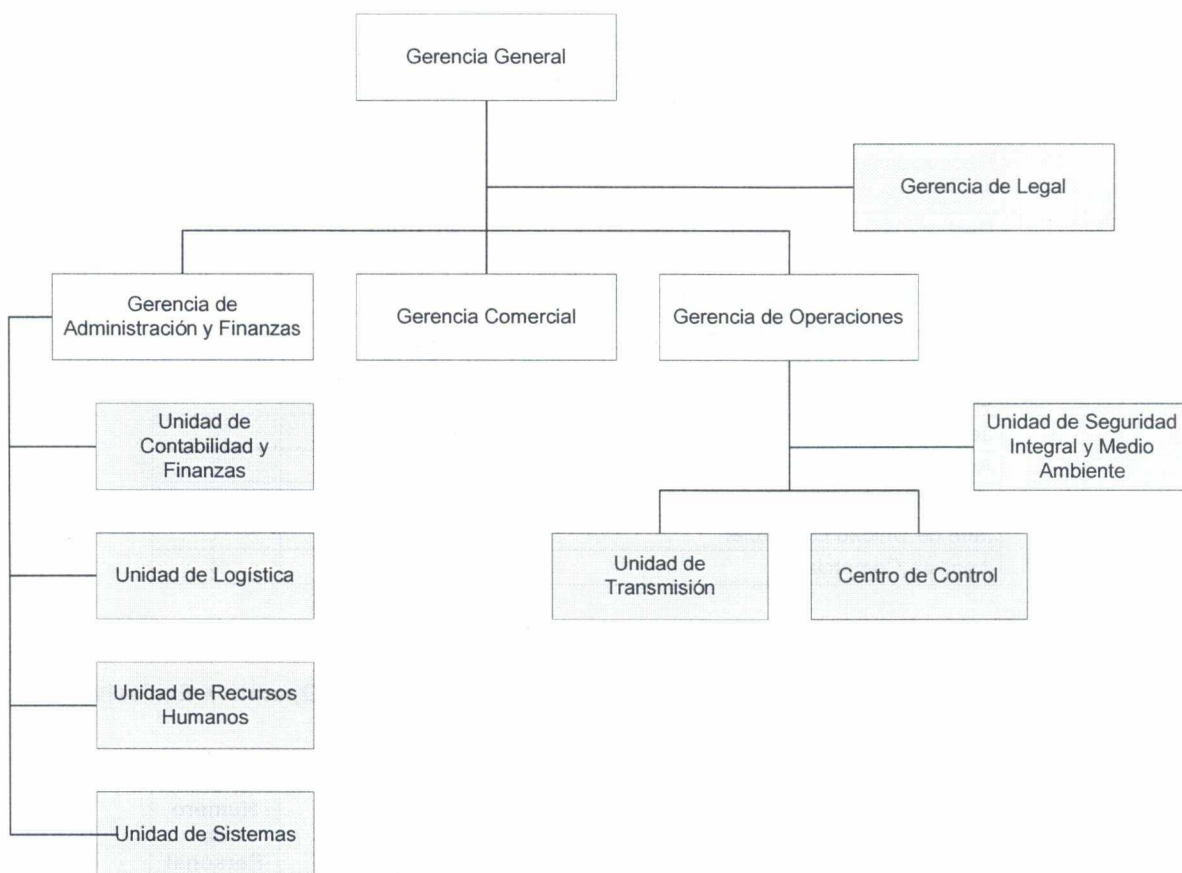 Gerencia General
Gerencia de Legal
Gerencia de
Administración y Finanzas
Gerencia Comercial
Gerencia de Operaciones
Unidad de
Contabilidad y
Finanzas
Unidad de Seguridad
Integral y Medio
Ambiente
Unidad de Logística
Unidad de
Transmisión
Centro de Control
Unidad de Recursos
Humanos
Unidad de Sistemas